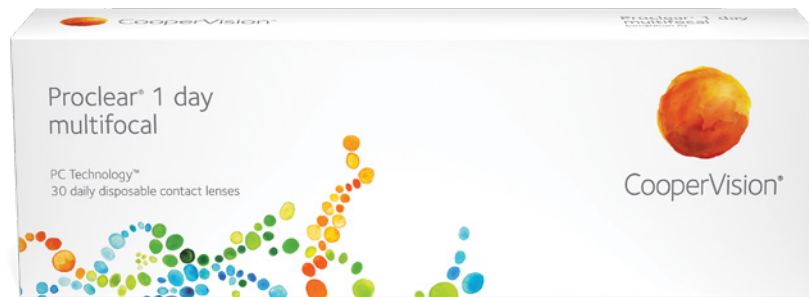 CooperVision®
Proclear® 1 day
multifocal
Proclear® 1 day
multifocal
PC Technology™
30 daily disposable contact lenses
CooperVision®